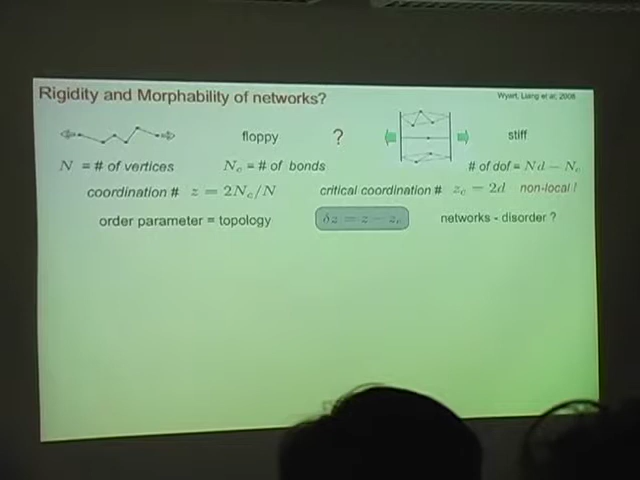 Rigidity and Morphability of networks?
Wyart, Liang et al, 2008
floppy ? stiff
N = # of vertices N_c = # of bonds # of dof = Nd − N_c
coordination # z = 2N_c/N critical coordination # z_c = 2d non-local !
order parameter = topology δz = z − z_c networks - disorder ?